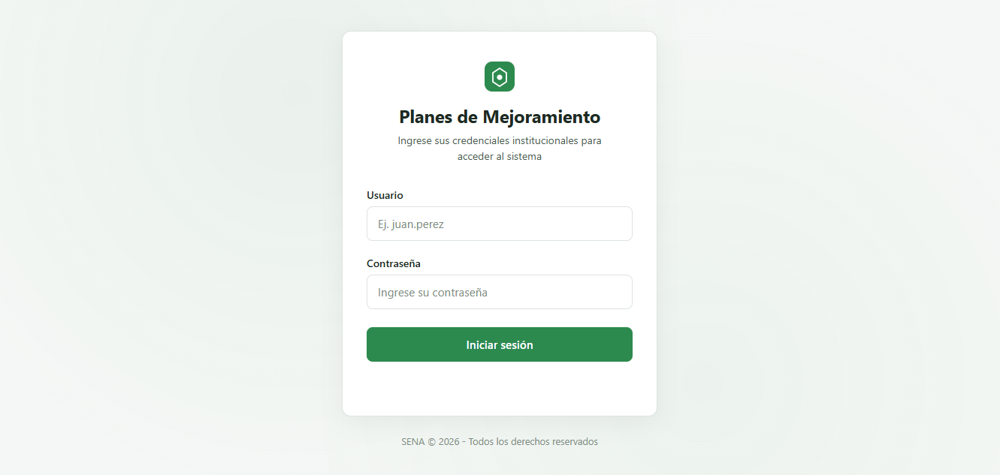 Planes de Mejoramiento
Ingrese sus credenciales institucionales para
acceder al sistema
Usuario
Ej. juan.perez
Contraseña
Ingrese su contraseña
Iniciar sesión
SENA © 2026 - Todos los derechos reservados